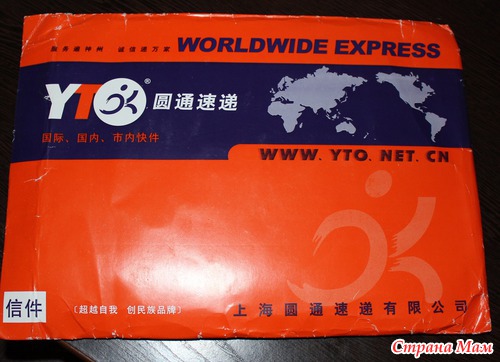 服务遍神州 诚信通万家 WORLDWIDE EXPRESS
YTO® 圆通速递
国际、国内、市内快件
WWW. YTO. NET. CN
信件
〔超越自我 创民族品牌〕
上海圆通速递有限公司
Страна Мам